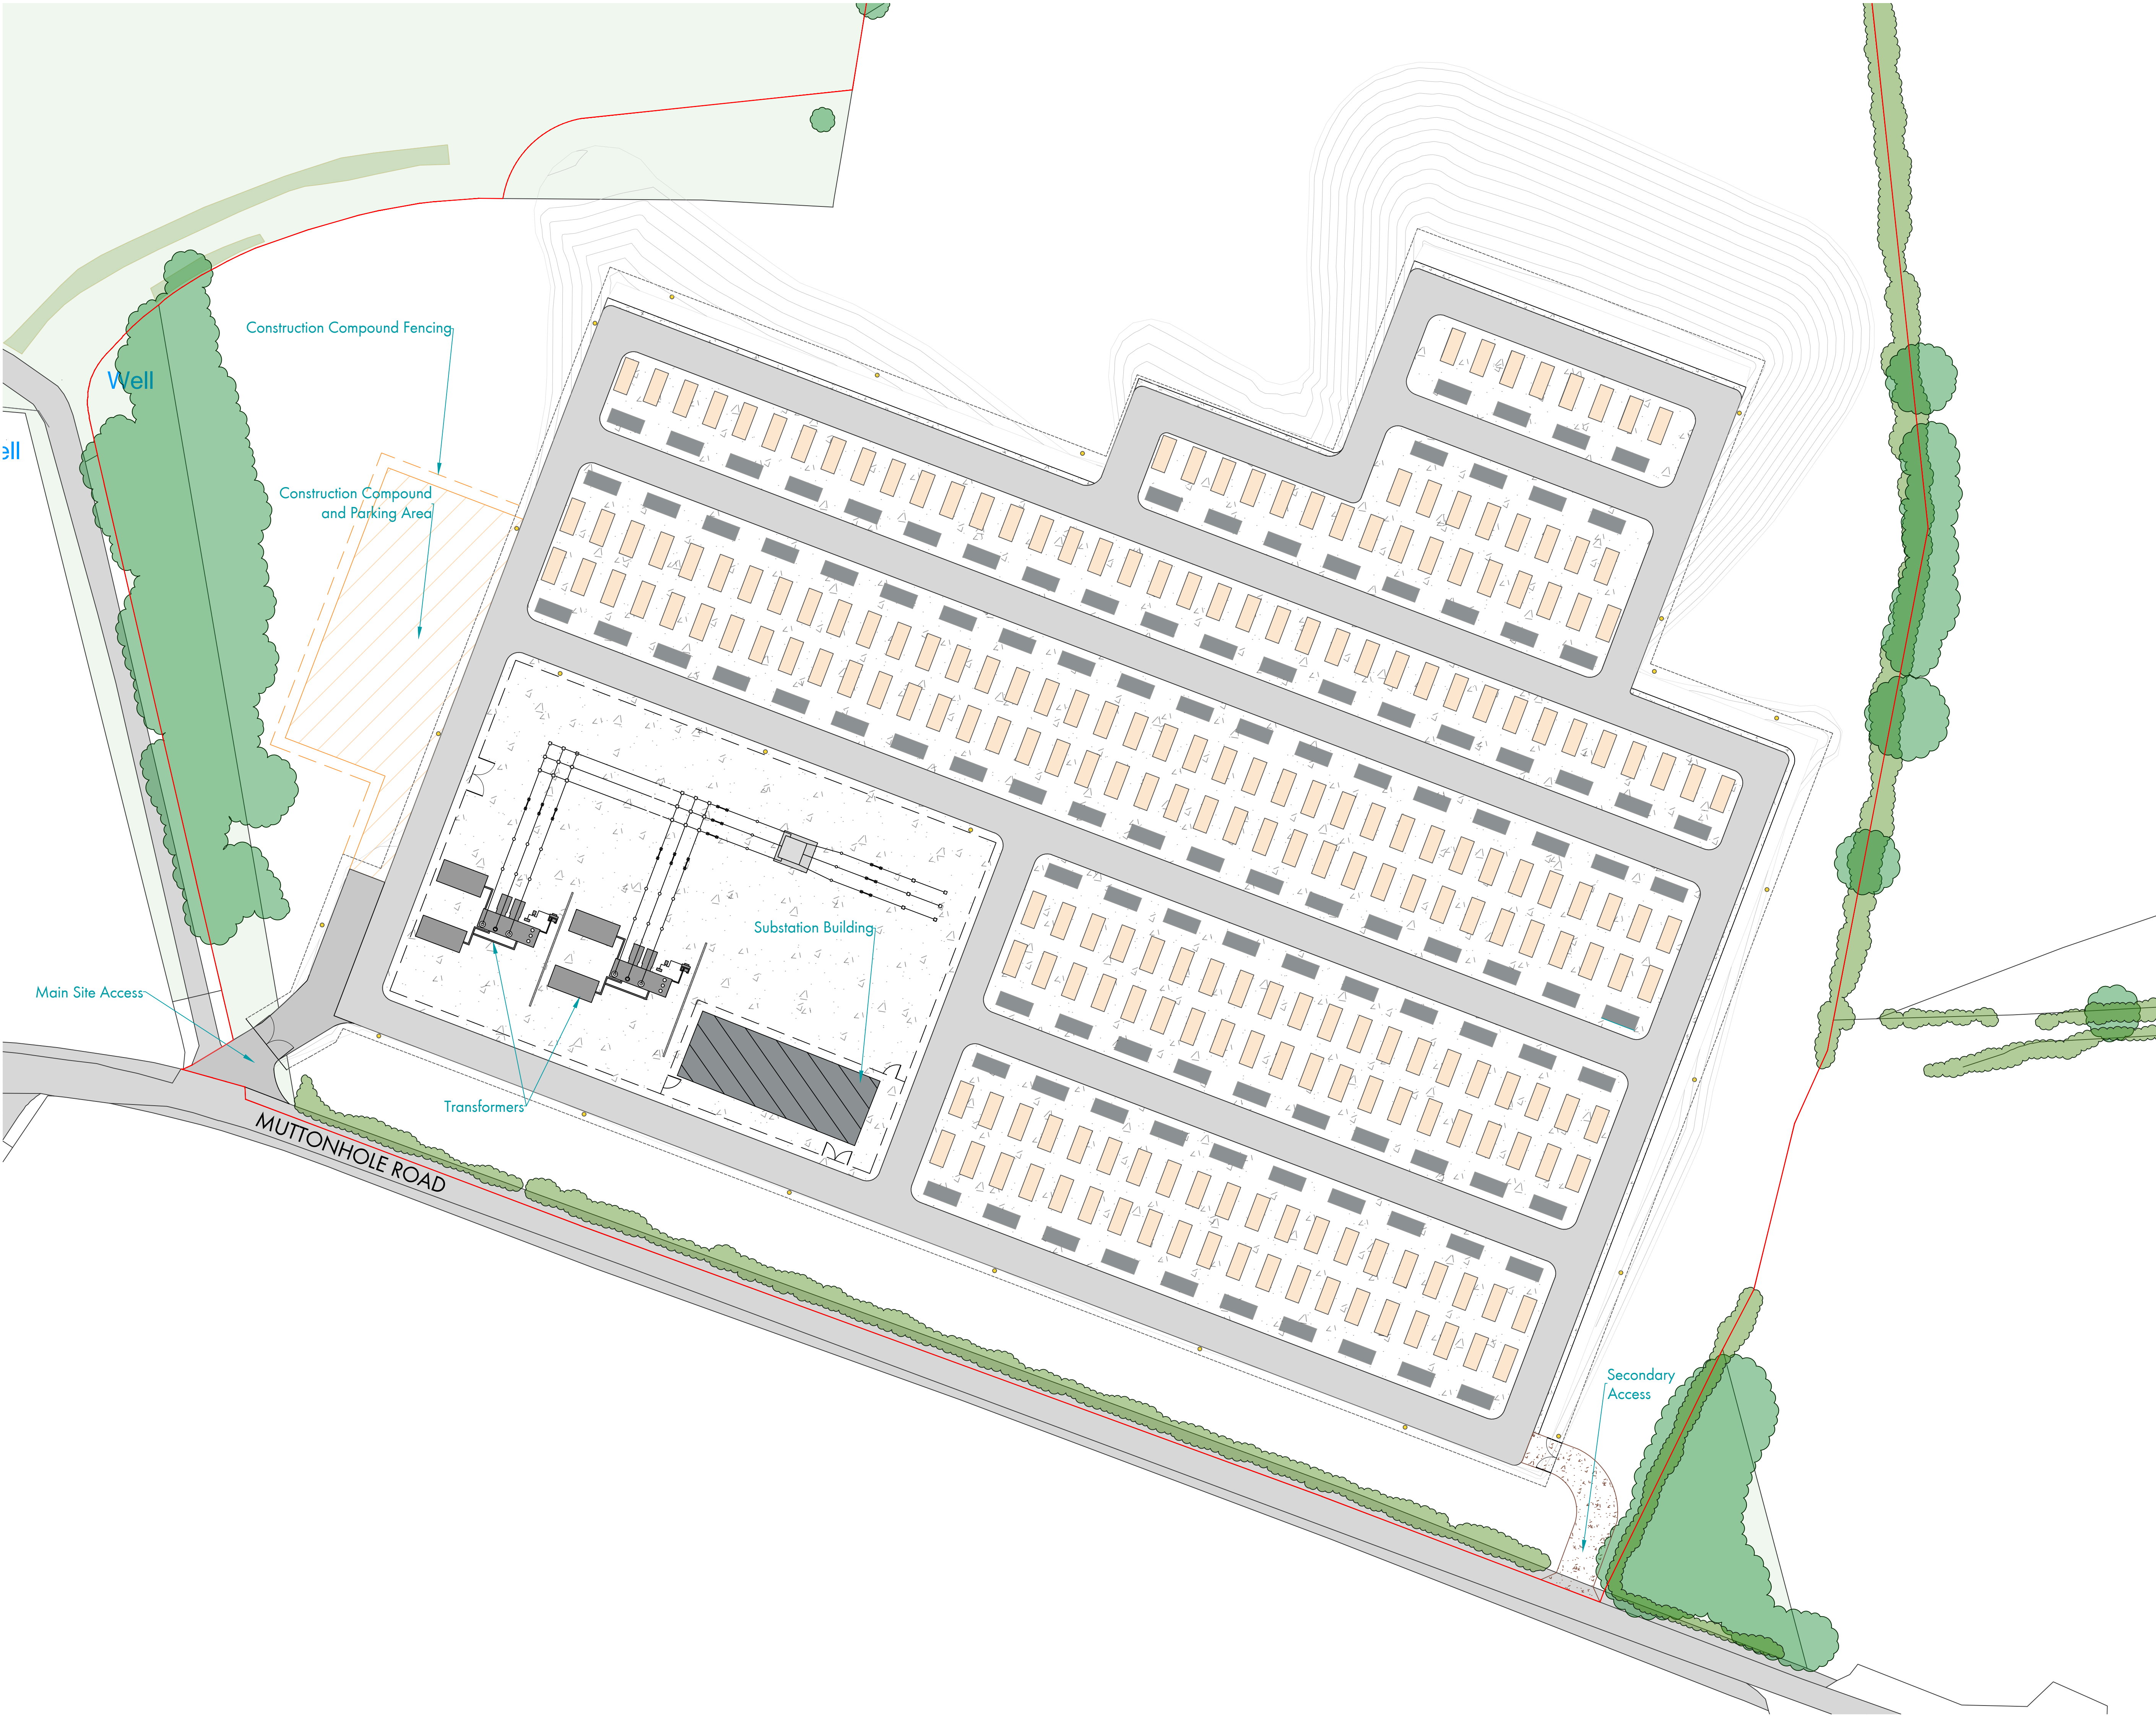 Construction Compound Fencing
Well
ell
Construction Compound
and Parking Area
Substation Building
Main Site Access
Transformers
MUTTONHOLE ROAD
Secondary
Access